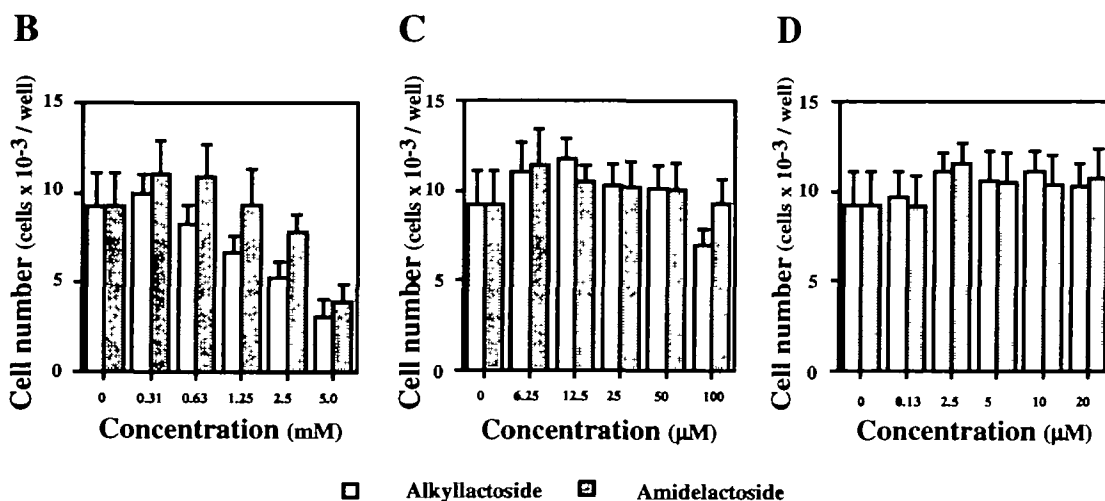 B
Cell number (cells x 10-3 / well)
15
10
5
0
0 0.31 0.63 1.25 2.5 5.0
Concentration (mM)
C
Cell number (cells x 10-3 / well)
15
10
5
0
0 6.25 12.5 25 50 100
Concentration (µM)
D
Cell number (cells x 10-3 / well)
15
10
5
0
0 0.13 2.5 5 10 20
Concentration (µM)
Alkyllactoside Amidelactoside